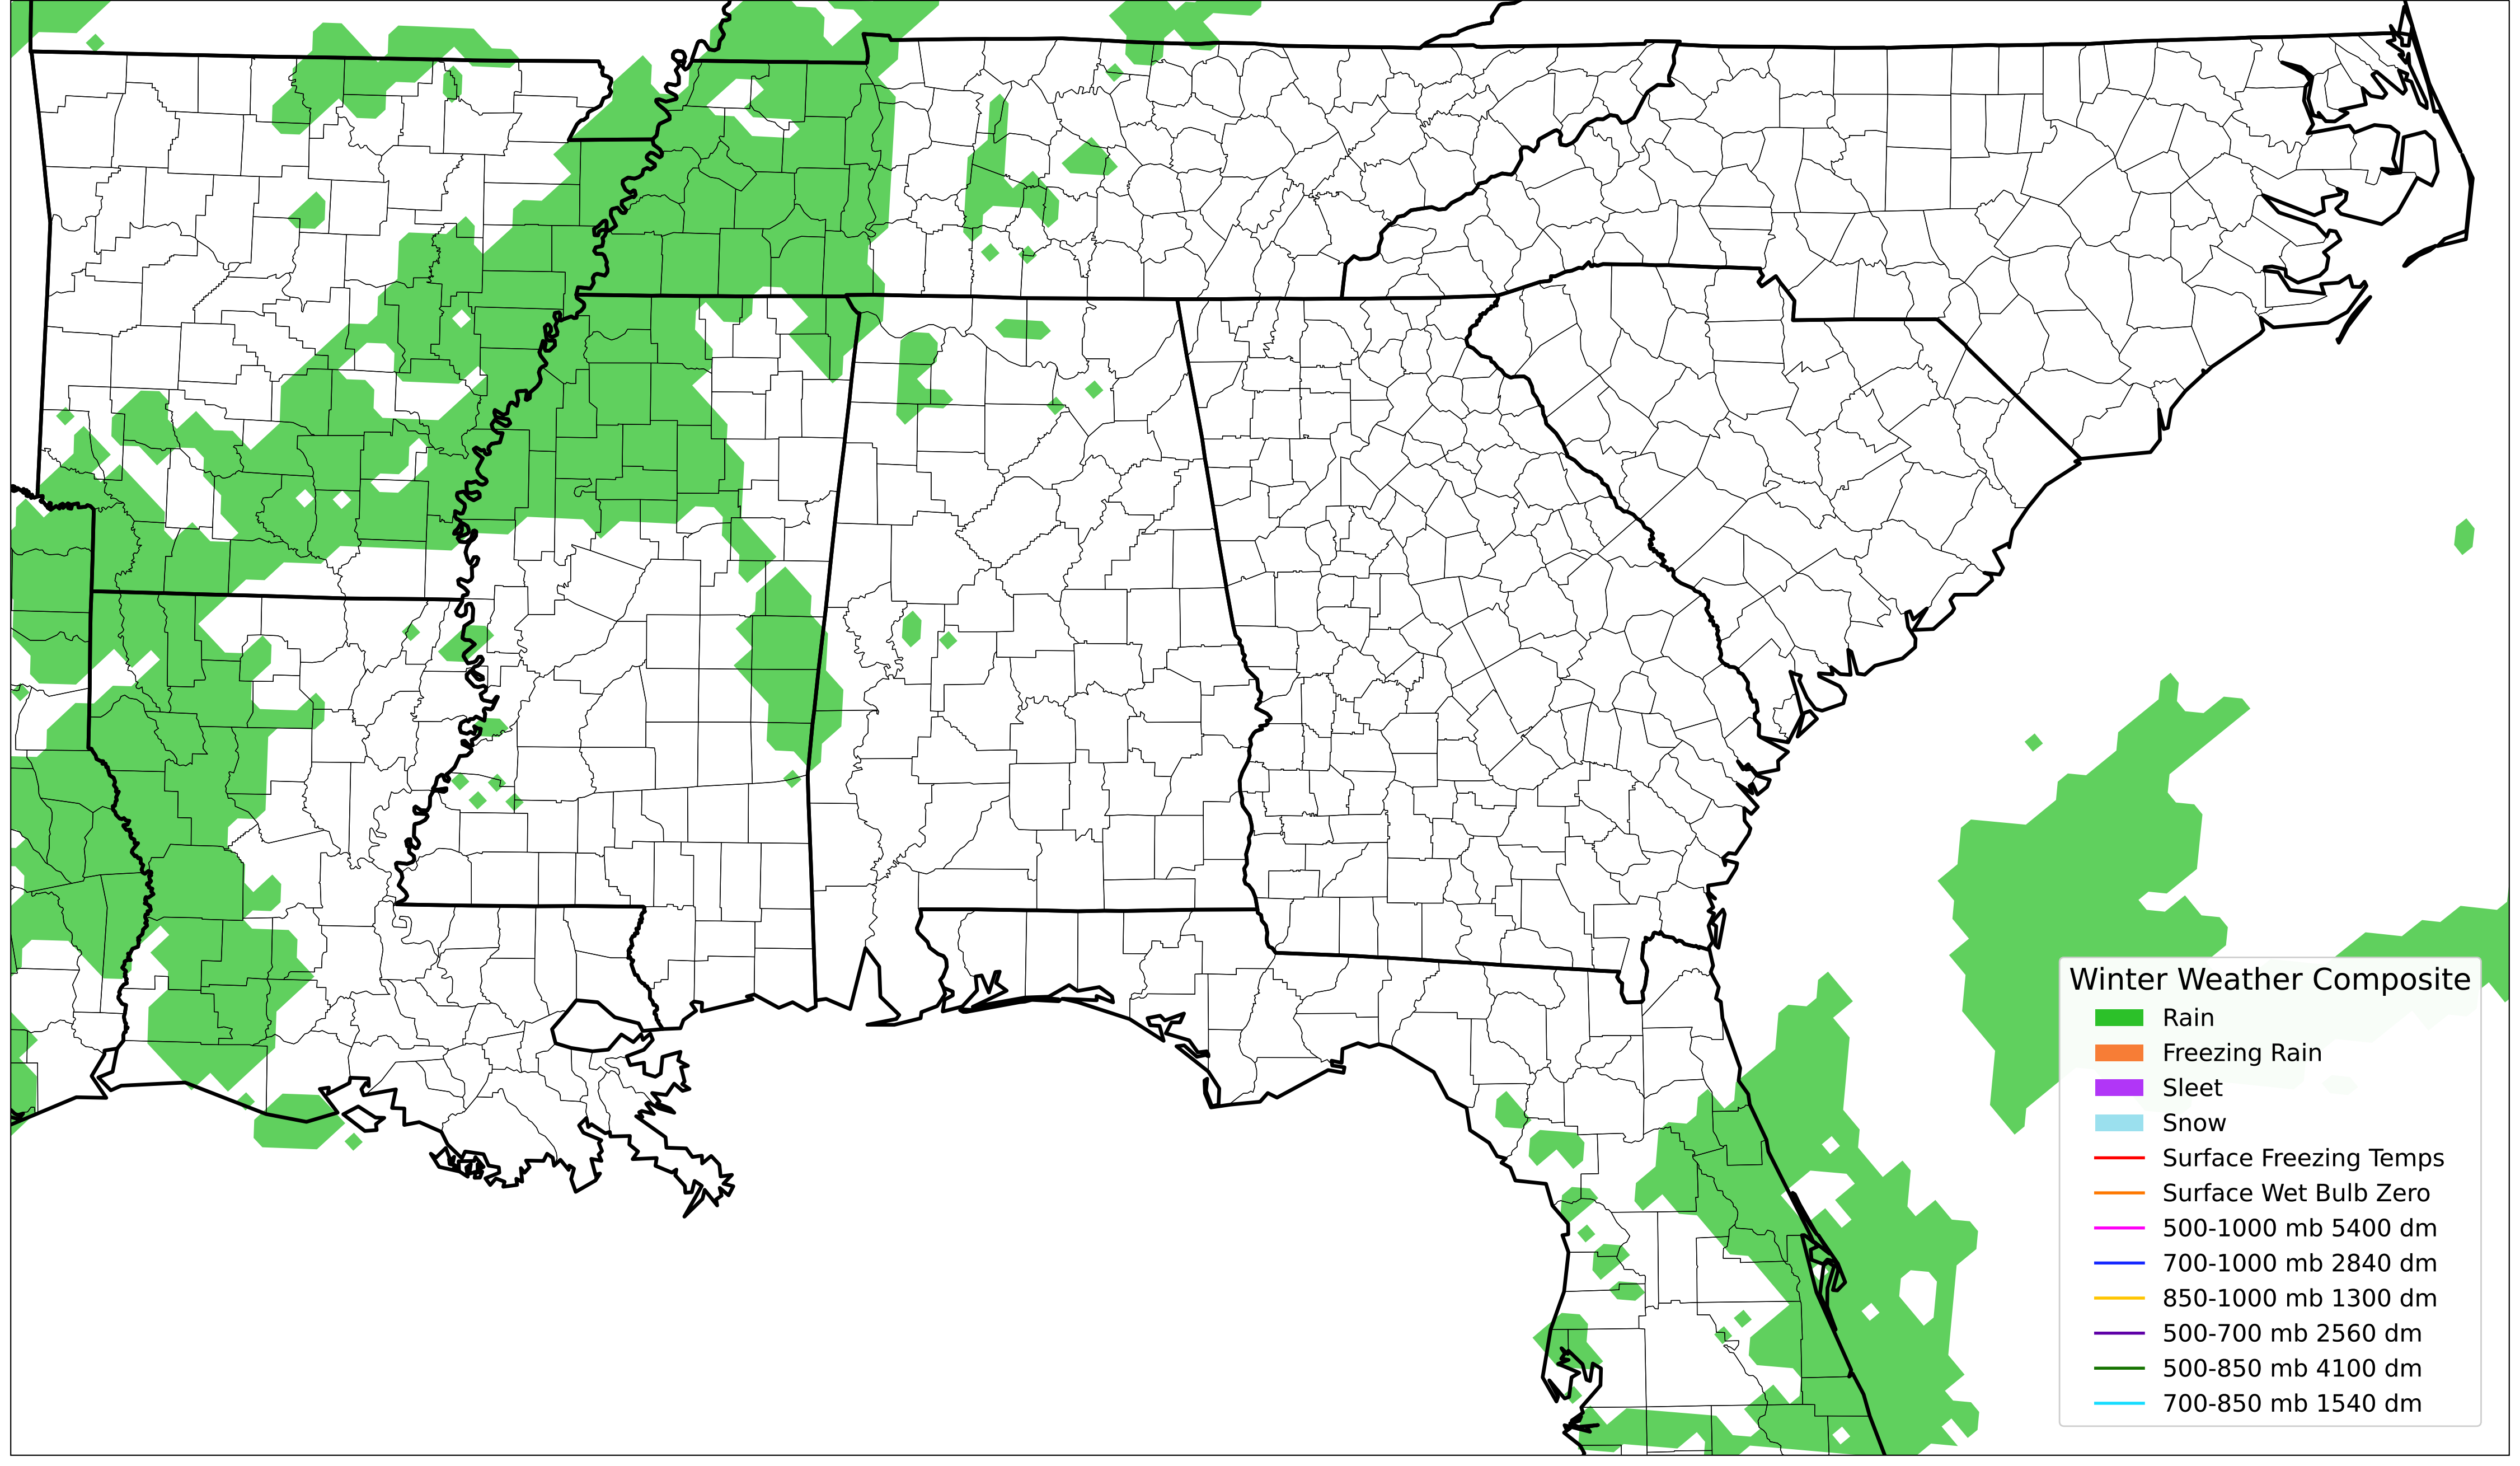 Winter Weather Composite
Rain
Freezing Rain
Sleet
Snow
Surface Freezing Temps
Surface Wet Bulb Zero
500-1000 mb 5400 dm
700-1000 mb 2840 dm
850-1000 mb 1300 dm
500-700 mb 2560 dm
500-850 mb 4100 dm
700-850 mb 1540 dm